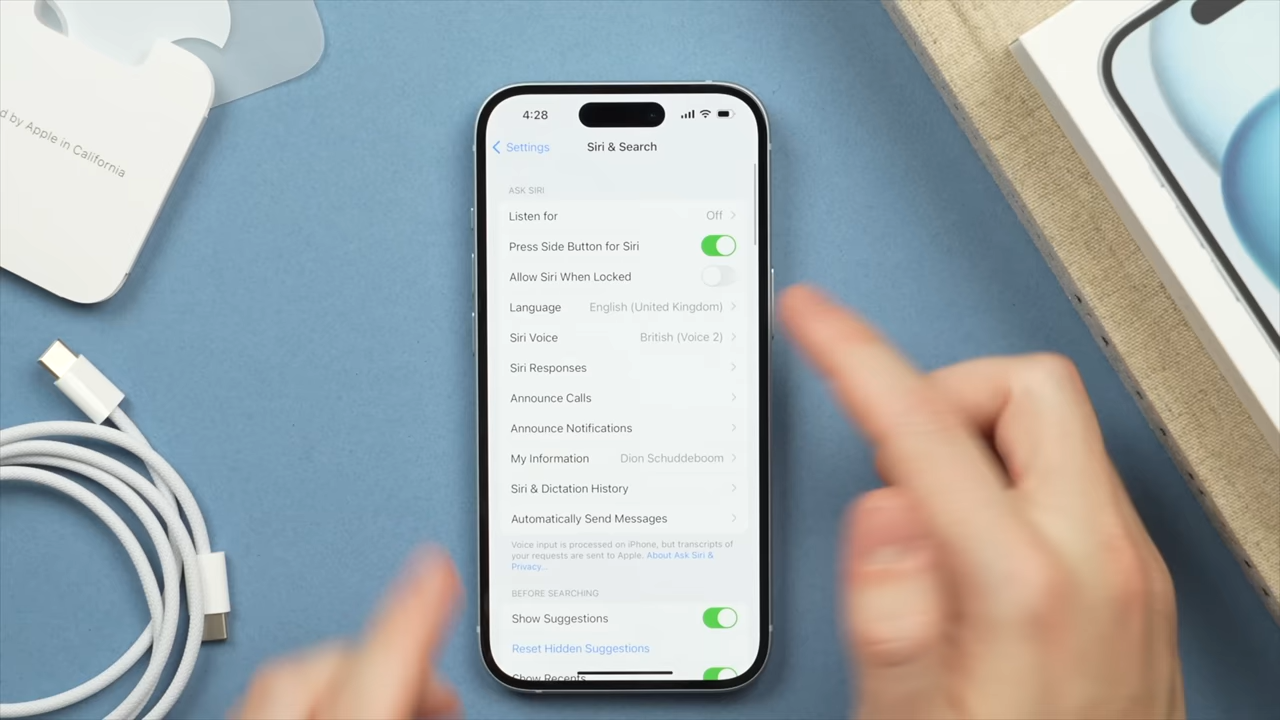 d by Apple in California
4:28
Settings
Siri & Search
ASK SIRI
Listen for Off
Press Side Button for Siri
Allow Siri When Locked
Language English (United Kingdom)
Siri Voice British (Voice 2)
Siri Responses
Announce Calls
Announce Notifications
My Information Dion Schuddeboom
Siri & Dictation History
Automatically Send Messages
Voice input is processed on iPhone, but transcripts of
your requests are sent to Apple. About Ask Siri &
Privacy...
BEFORE SEARCHING
Show Suggestions
Reset Hidden Suggestions
Show Recents